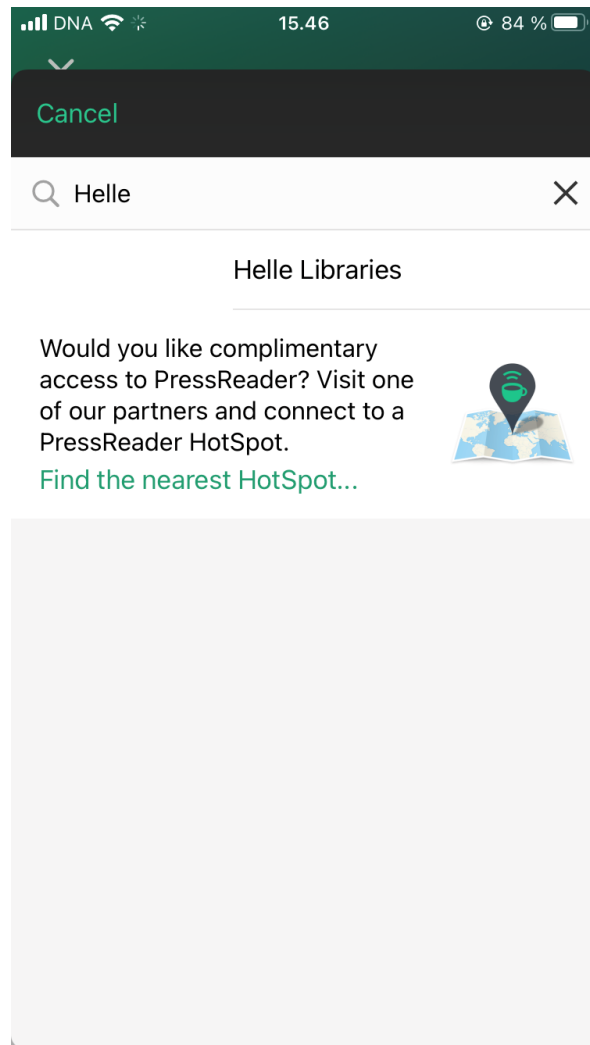 DNA 15.46 84 %
Cancel
Helle
Helle Libraries
Would you like complimentary
access to PressReader? Visit one
of our partners and connect to a
PressReader HotSpot.
Find the nearest HotSpot...